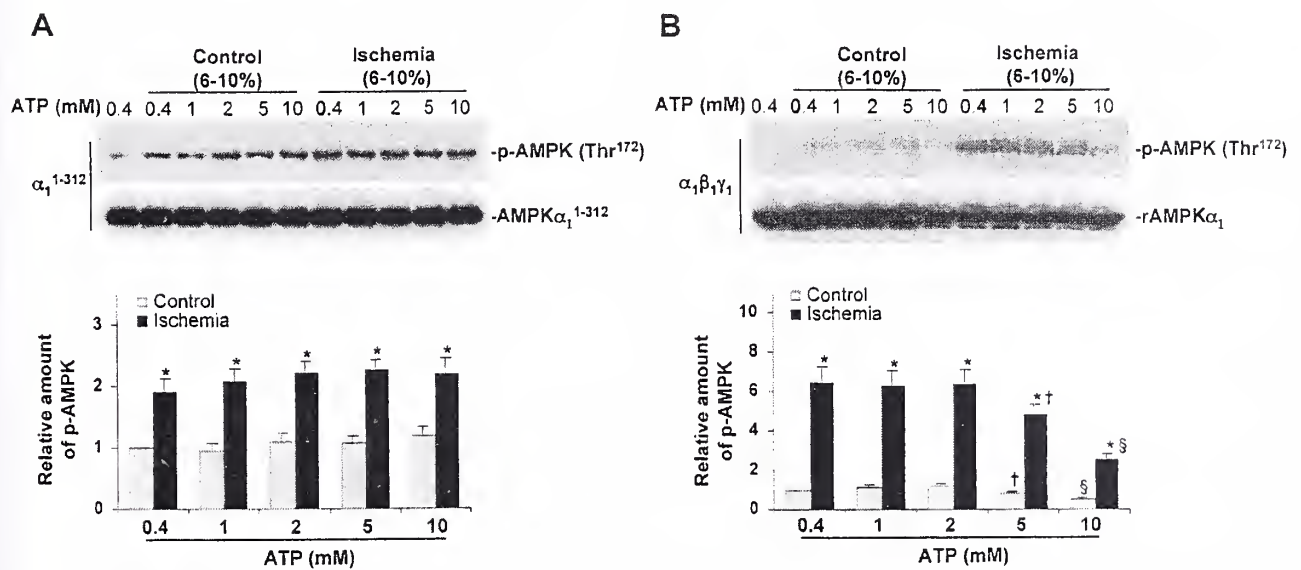 A
Control
(6-10%)
Ischemia
(6-10%)
ATP (mM) 0.4 0.4 1 2 5 10 0.4 1 2 5 10
-p-AMPK (Thr¹⁷²)
α₁¹⁻³¹²
-AMPKα₁¹⁻³¹²
Control
Ischemia
Relative amount
of p-AMPK
3
2
1
0
* * * * *
0.4 1 2 5 10
ATP (mM)
B
Control
(6-10%)
Ischemia
(6-10%)
ATP (mM) 0.4 0.4 1 2 5 10 0.4 1 2 5 10
-p-AMPK (Thr¹⁷²)
α₁β₁γ₁
-rAMPKα₁
Control
Ischemia
Relative amount
of p-AMPK
10
8
6
4
2
0
* * * † *† § *§
0.4 1 2 5 10
ATP (mM)